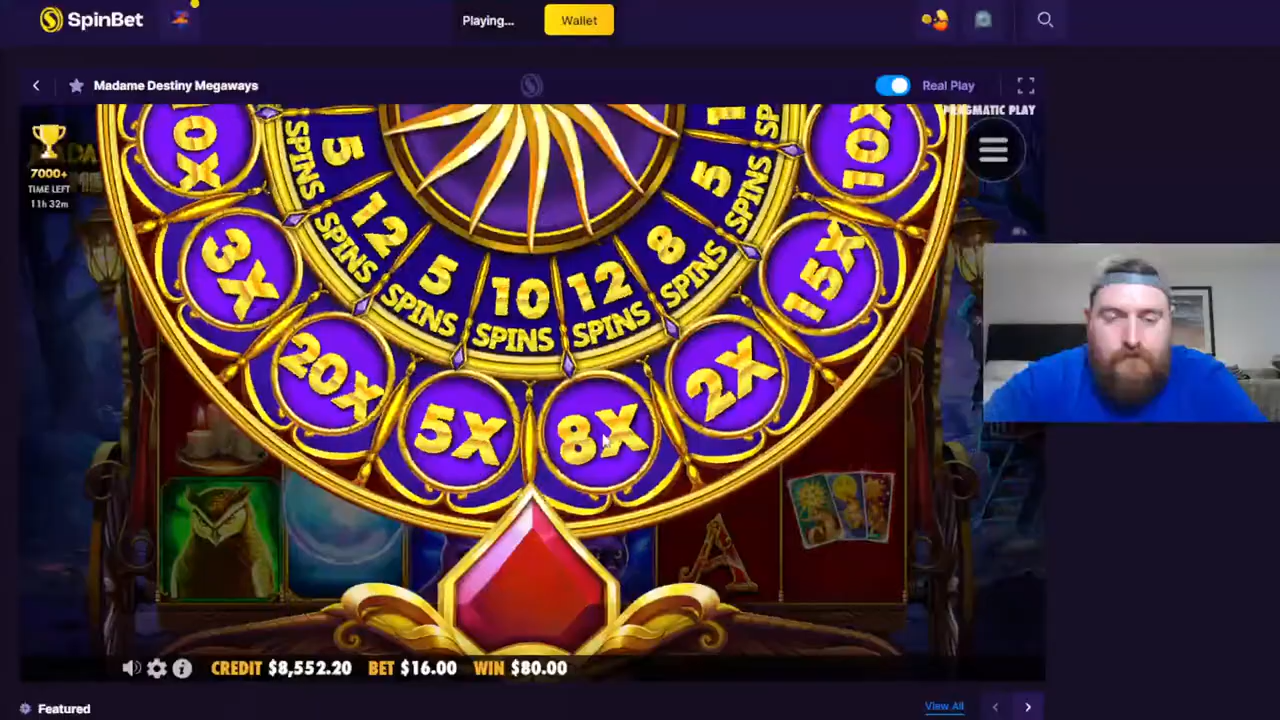 SpinBet
Playing...
Wallet
Madame Destiny Megaways
Real Play
PRAGMATIC PLAY
7000+
TIME LEFT
11h 32m
10X
5
SPINS
12
SPINS
5
SPINS
10
SPINS
12
SPINS
8
SPINS
5
SPINS
10X
3X
20X
5X
8X
2X
15X
A
CREDIT $8,552.20 BET $16.00 WIN $80.00
Featured
View All